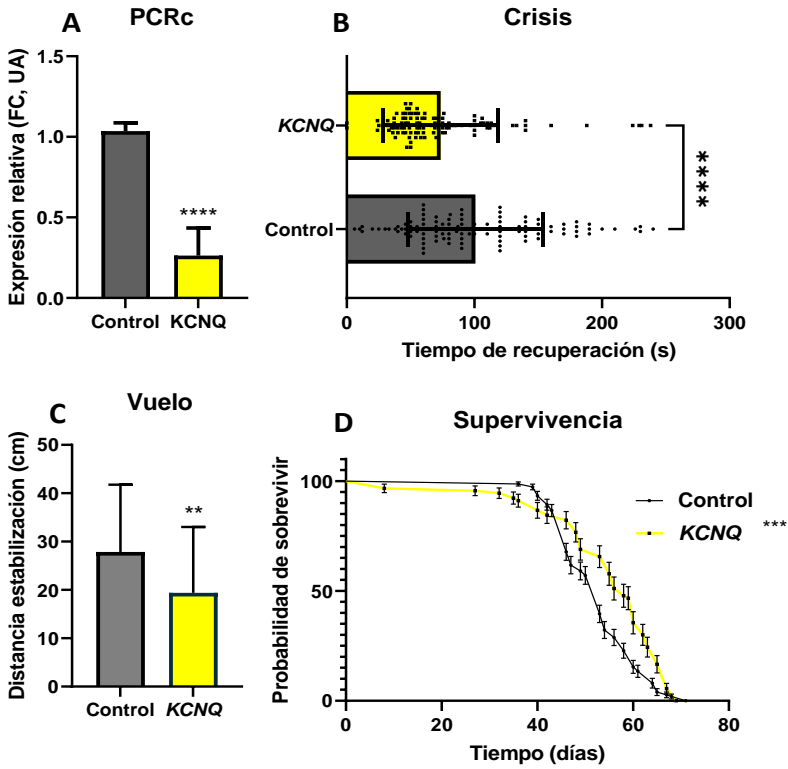 A
PCRc
Expresión relativa (FC, UA)
1.5
1.0
0.5
0.0
****
Control
KCNQ
B
Crisis
KCNQ
Control
****
0
100
200
300
Tiempo de recuperación (s)
C
Vuelo
Distancia estabilización (cm)
50
40
30
20
10
0
**
Control
KCNQ
D
Supervivencia
Probabilidad de sobrevivir
100
50
0
Control
KCNQ ***
0
20
40
60
80
Tiempo (días)